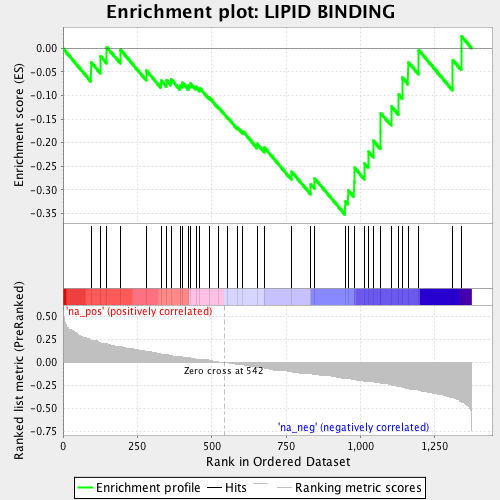 Enrichment plot: LIPID BINDING
Enrichment score (ES)
0.00
-0.05
-0.10
-0.15
-0.20
-0.25
-0.30
-0.35
'na_pos' (positively correlated)
Ranked list metric (PreRanked)
0.50
0.25
0.00
-0.25
-0.50
-0.75
Zero cross at 542
'na_neg' (negatively correlated)
0
250
500
750
1,000
1,250
Rank in Ordered Dataset
Enrichment profile
Hits
Ranking metric scores